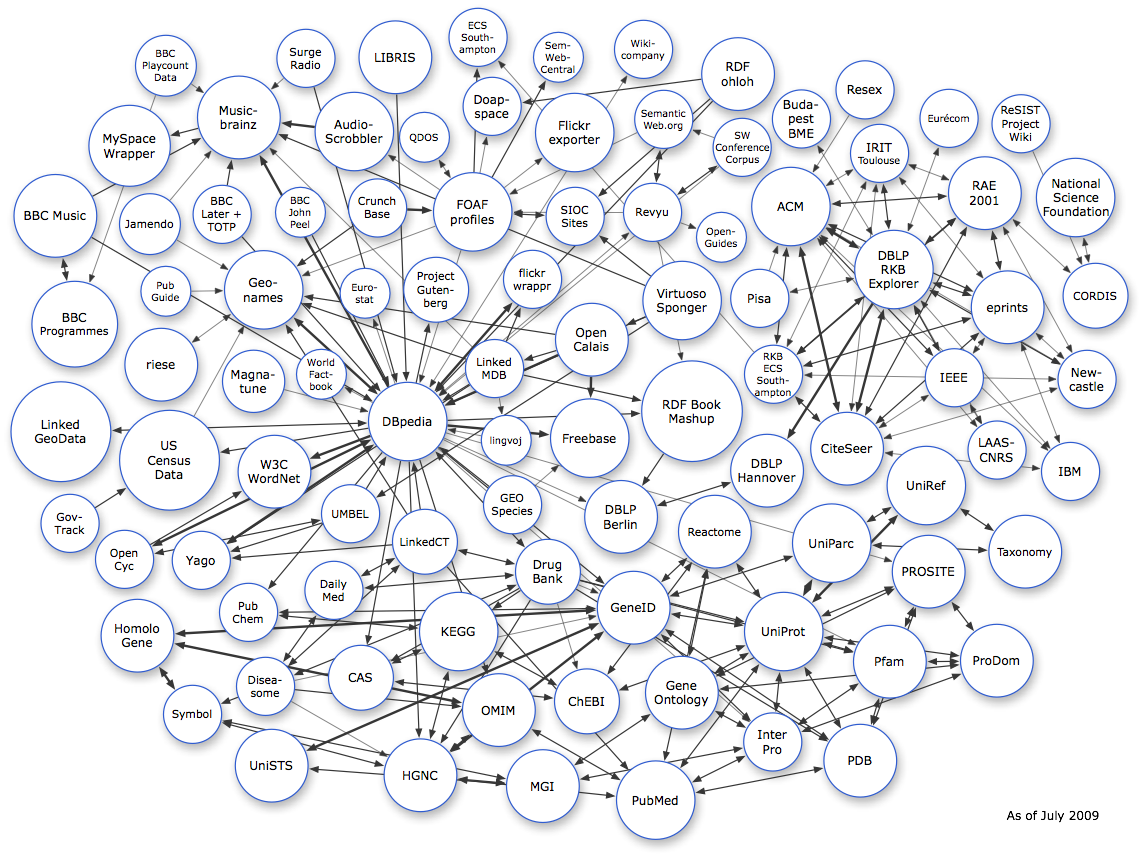 ECS
South-
ampton
BBC
Playcount
Data
Surge
Radio
LIBRIS
Sem-
Web-
Central
Wiki-
company
RDF
ohloh
Resex
Music-
brainz
Doap-
space
Semantic
Web.org
Buda-
pest
BME
Eurécom
ReSIST
Project
Wiki
MySpace
Wrapper
Audio-
Scrobbler
QDOS
Flickr
exporter
SW
Conference
Corpus
IRIT
Toulouse
RAE
2001
National
Science
Foundation
BBC Music
Jamendo
BBC
Later +
TOTP
BBC
John
Peel
Crunch
Base
FOAF
profiles
SIOC
Sites
Revyu
Open-
Guides
ACM
DBLP
RKB
Explorer
Pub
Guide
Geo-
names
Euro-
stat
Project
Guten-
berg
flickr
wrappr
Virtuoso
Sponger
Pisa
eprints
CORDIS
BBC
Programmes
riese
Open
Calais
Magna-
tune
World
Fact-
book
Linked
MDB
RKB
ECS
South-
ampton
IEEE
New-
castle
Linked
GeoData
US
Census
Data
DBpedia
lingvoj
Freebase
RDF Book
Mashup
CiteSeer
LAAS-
CNRS
IBM
W3C
WordNet
DBLP
Hannover
UniRef
Gov-
Track
UMBEL
GEO
Species
DBLP
Berlin
Reactome
UniParc
Taxonomy
Open
Cyc
Yago
LinkedCT
Drug
Bank
PROSITE
Daily
Med
Pub
Chem
Homolo
Gene
KEGG
GeneID
UniProt
Pfam
ProDom
Disea-
some
CAS
Symbol
OMIM
ChEBI
Gene
Ontology
Inter
Pro
UniSTS
HGNC
MGI
PubMed
PDB
As of July 2009